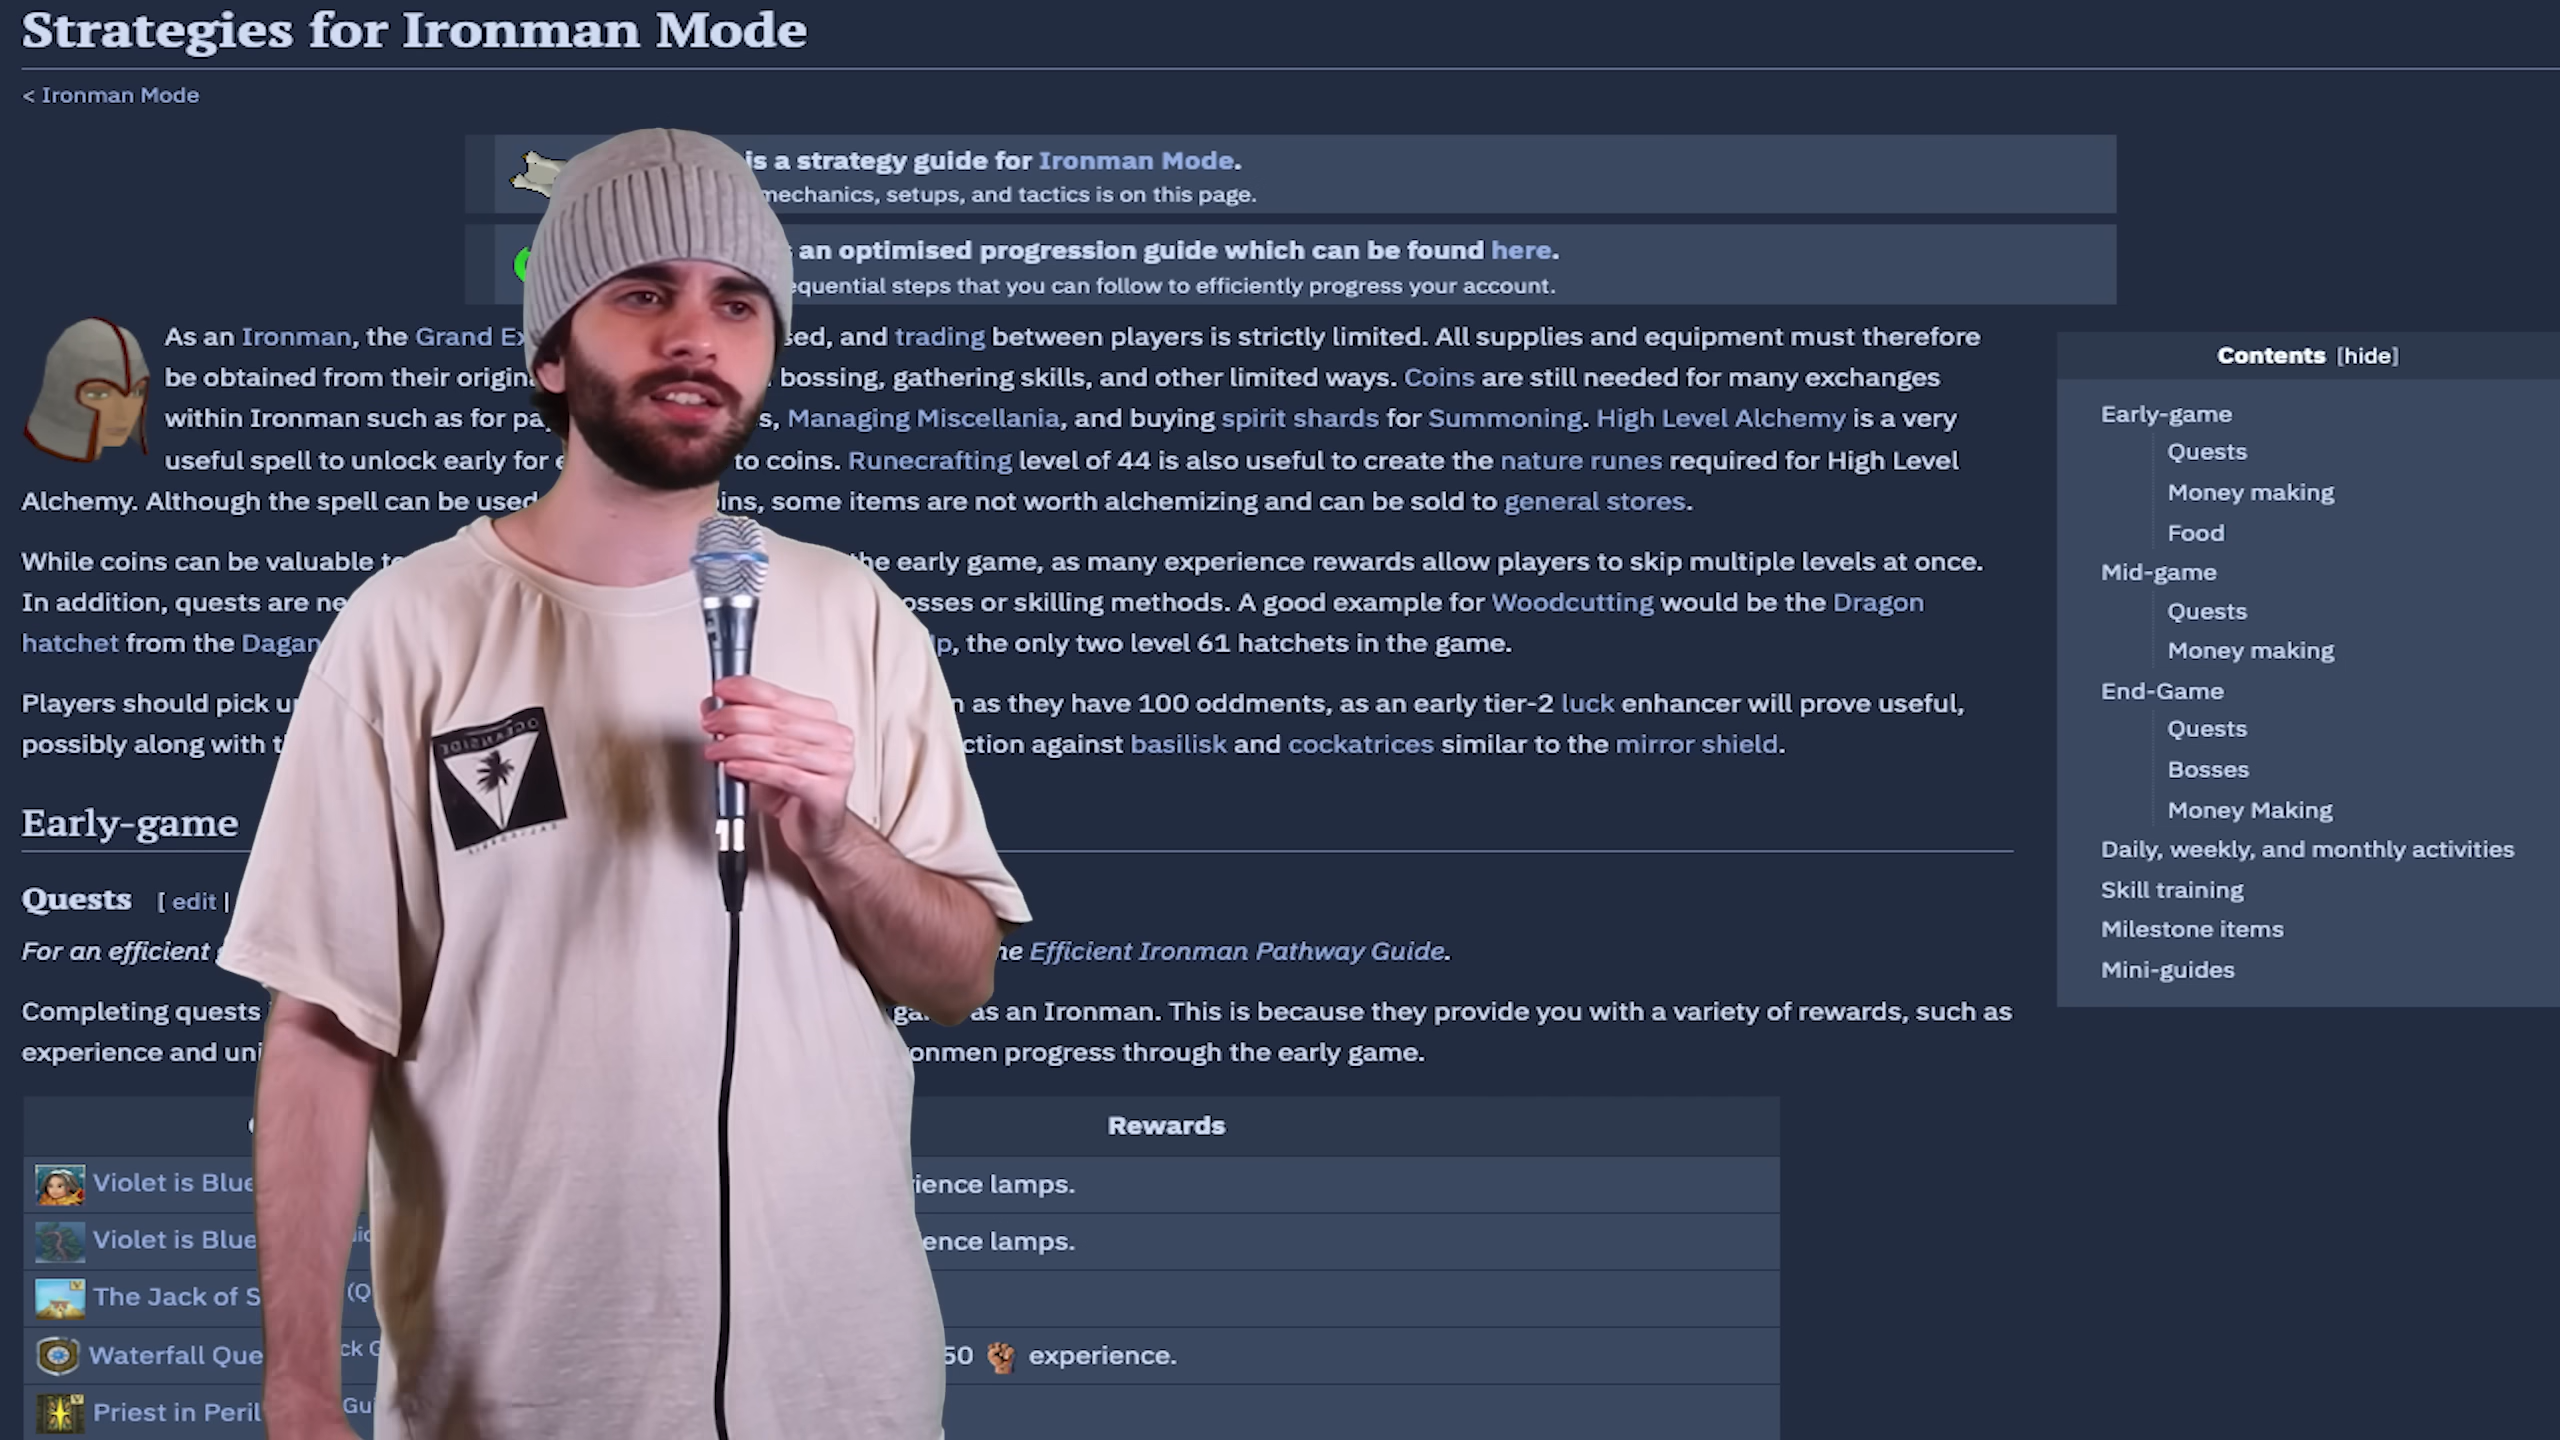 Strategies for Ironman Mode
< Ironman Mode
is a strategy guide for Ironman Mode.
mechanics, setups, and tactics is on this page.
an optimised progression guide which can be found here.
equential steps that you can follow to efficiently progress your account.
As an Ironman, the Grand Ex sed, and trading between players is strictly limited. All supplies and equipment must therefore
be obtained from their origin bossing, gathering skills, and other limited ways. Coins are still needed for many exchanges
within Ironman such as for pa s, Managing Miscellania, and buying spirit shards for Summoning. High Level Alchemy is a very
useful spell to unlock early for to coins. Runecrafting level of 44 is also useful to create the nature runes required for High Level
Alchemy. Although the spell can be used ins, some items are not worth alchemizing and can be sold to general stores.
While coins can be valuable the early game, as many experience rewards allow players to skip multiple levels at once.
In addition, quests are ne osses or skilling methods. A good example for Woodcutting would be the Dragon
hatchet from the Dagan lp, the only two level 61 hatchets in the game.
Players should pick as they have 100 oddments, as an early tier-2 luck enhancer will prove useful,
possibly along with ction against basilisk and cockatrices similar to the mirror shield.
Contents [hide]
Early-game
Quests
Money making
Food
Mid-game
Quests
Money making
End-Game
Quests
Bosses
Money Making
Daily, weekly, and monthly activities
Skill training
Milestone items
Mini-guides
Early-game
Quests [ edit |
For an efficient he Efficient Ironman Pathway Guide.
Completing quests as an Ironman. This is because they provide you with a variety of rewards, such as
experience and uni onmen progress through the early game.
Rewards
Violet is Blue ience lamps.
Violet is Blue ence lamps.
The Jack of S (Q
Waterfall Que ck G 50 experience.
Priest in Peril Gui
OCEANSIDE